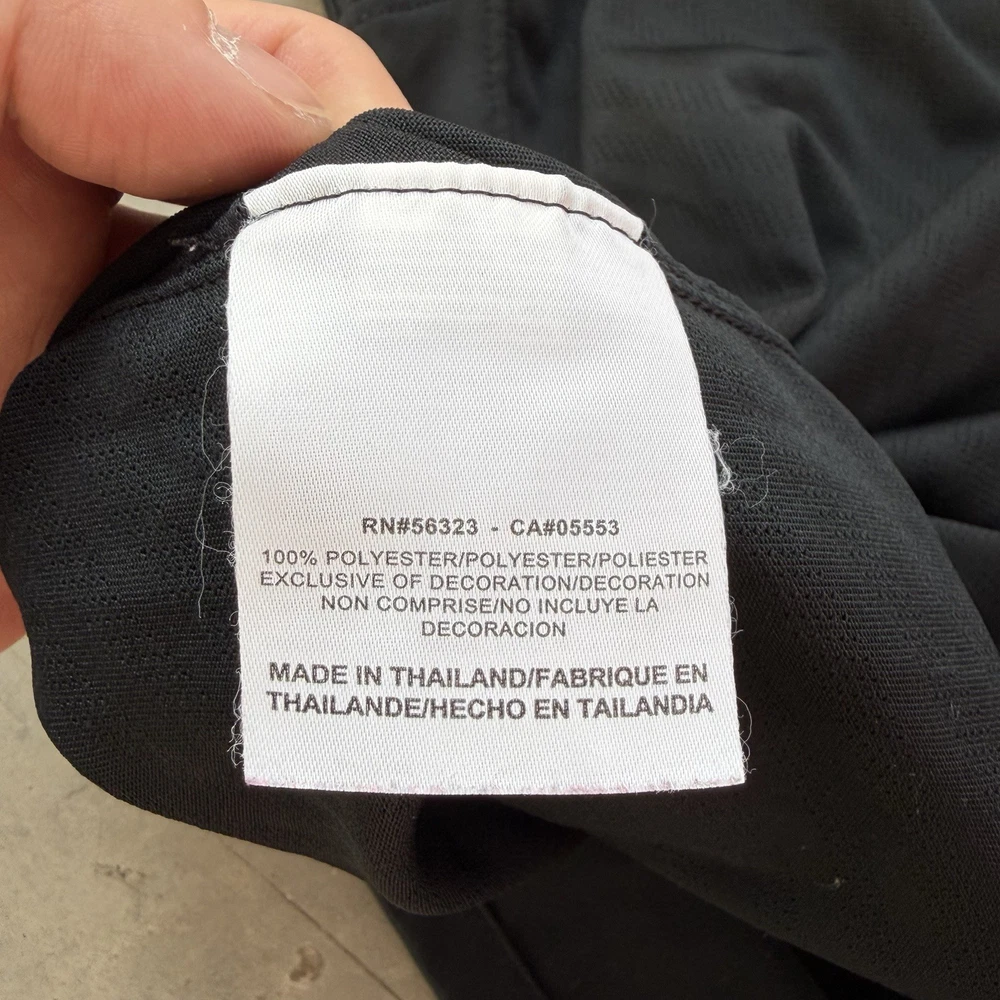 RN#56323 - CA#05553
100% POLYESTER/POLYESTER/POLIESTER
EXCLUSIVE OF DECORATION/DECORATION
NON COMPRISE/NO INCLUYE LA
DECORACION
MADE IN THAILAND/FABRIQUE EN
THAILANDE/HECHO EN TAILANDIA